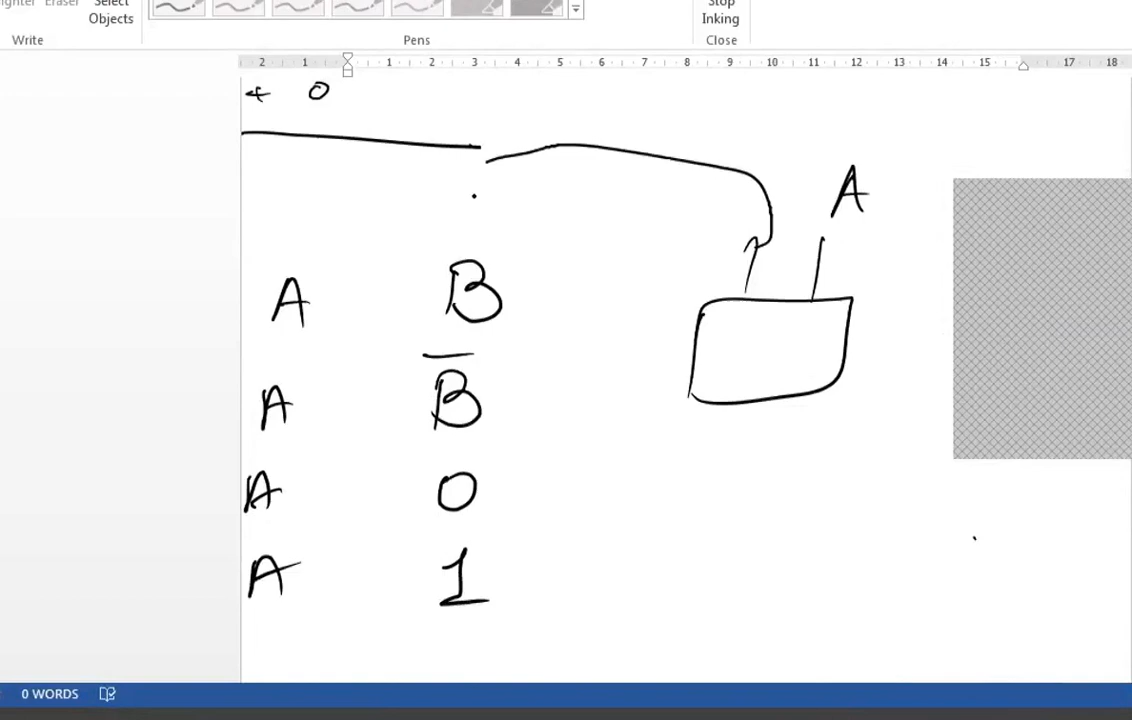 Eraser
Select
Objects
Stop
Inking
Write
Pens
Close
2 1 1 2 3 4 5 6 7 8 9 10 11 12 13 14 15 17 18
0
A
A B
A B̅
A 0
A 1
0 WORDS